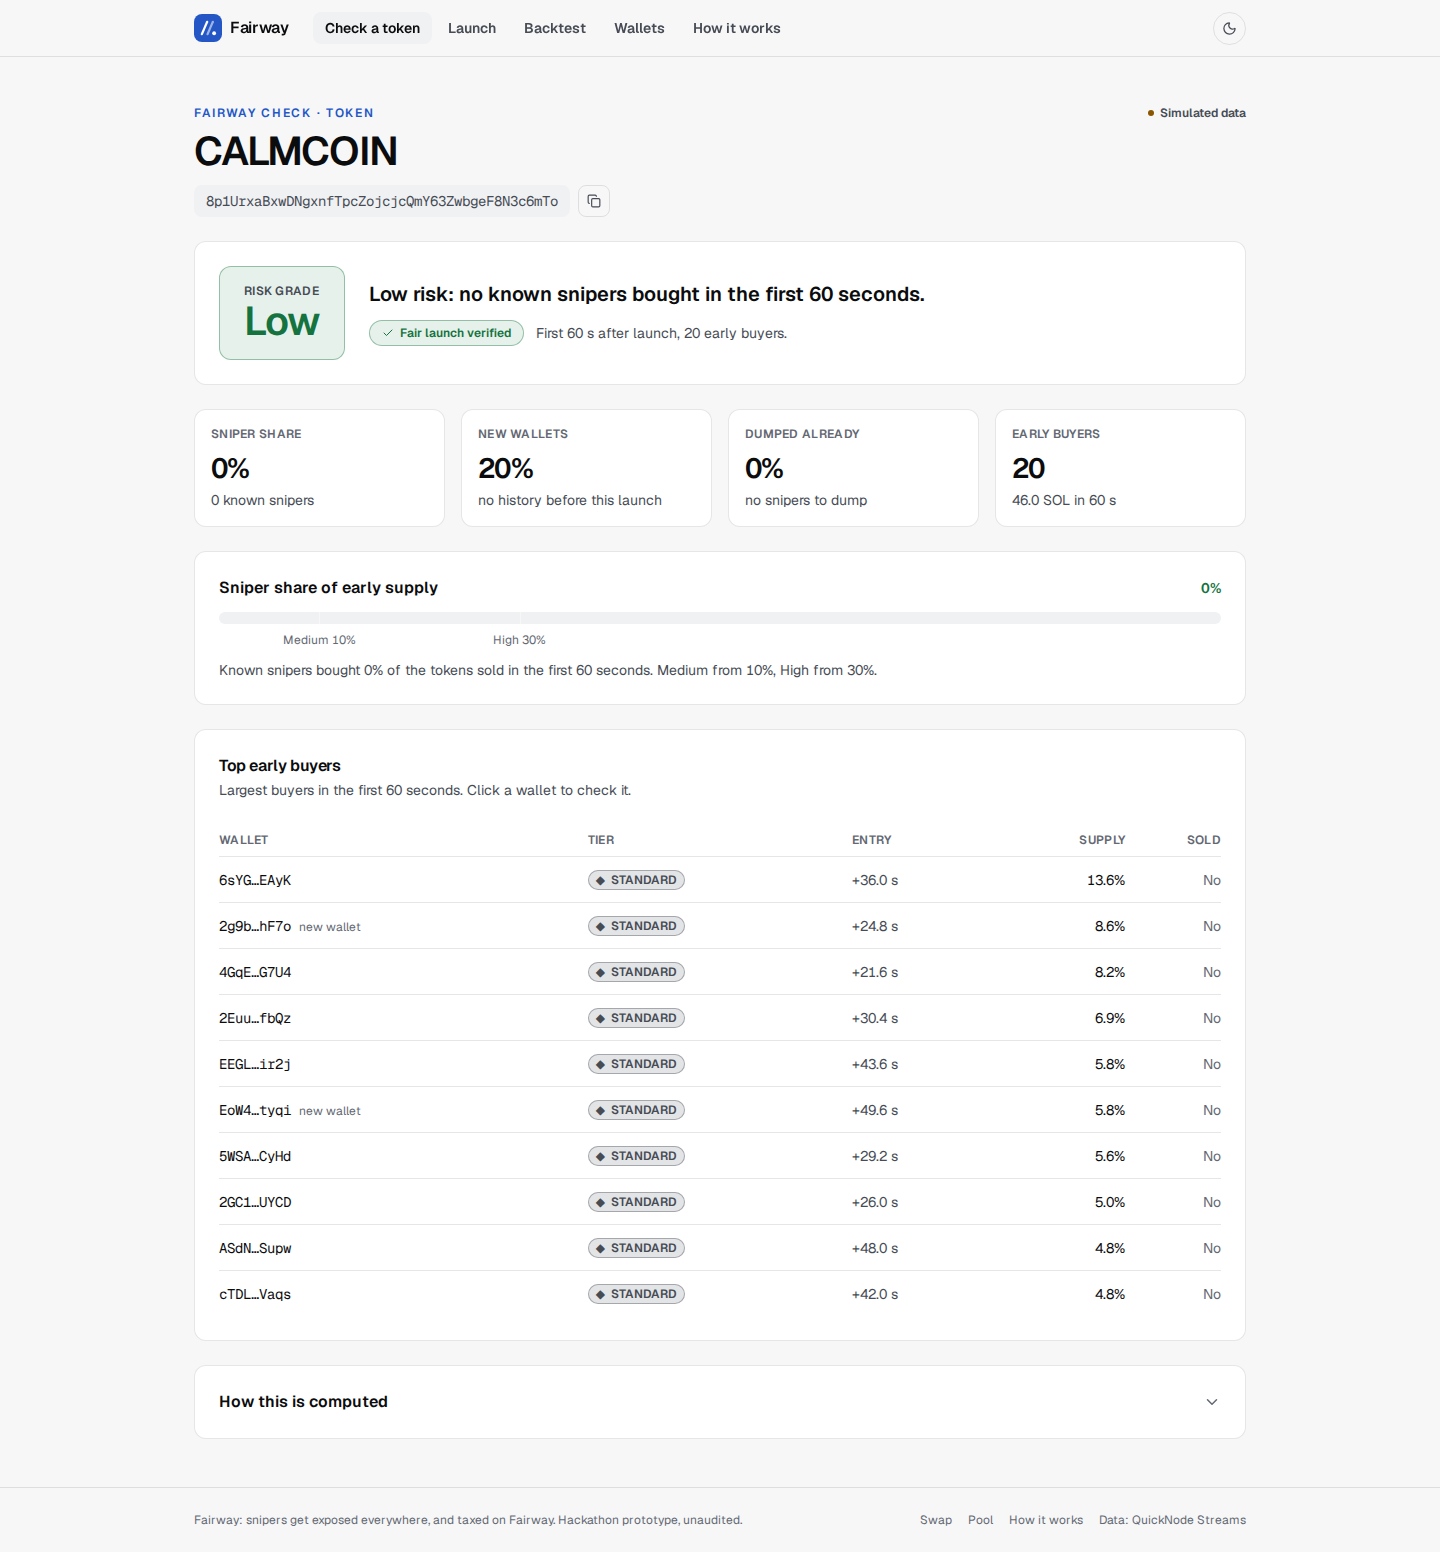 Fairway Check a token Launch Backtest Wallets How it works
FAIRWAY CHECK · TOKEN Simulated data
CALMCOIN
8p1UrxaBxwDNgxnfTpcZojcjcQmY63ZwbgeF8N3c6mTo
RISK GRADE
Low
Low risk: no known snipers bought in the first 60 seconds.
Fair launch verified First 60 s after launch, 20 early buyers.
SNIPER SHARE
0%
0 known snipers
NEW WALLETS
20%
no history before this launch
DUMPED ALREADY
0%
no snipers to dump
EARLY BUYERS
20
46.0 SOL in 60 s
Sniper share of early supply 0%
Medium 10% High 30%
Known snipers bought 0% of the tokens sold in the first 60 seconds. Medium from 10%, High from 30%.
Top early buyers
Largest buyers in the first 60 seconds. Click a wallet to check it.
WALLET TIER ENTRY SUPPLY SOLD
6sYG…EAyK ◆ STANDARD +36.0 s 13.6% No
2g9b…hF7o new wallet ◆ STANDARD +24.8 s 8.6% No
4GqE…G7U4 ◆ STANDARD +21.6 s 8.2% No
2Euu…fbQz ◆ STANDARD +30.4 s 6.9% No
EEGL…ir2j ◆ STANDARD +43.6 s 5.8% No
EoW4…tyqi new wallet ◆ STANDARD +49.6 s 5.8% No
5WSA…CyHd ◆ STANDARD +29.2 s 5.6% No
2GC1…UYCD ◆ STANDARD +26.0 s 5.0% No
ASdN…Supw ◆ STANDARD +48.0 s 4.8% No
cTDL…Vaqs ◆ STANDARD +42.0 s 4.8% No
How this is computed
Fairway: snipers get exposed everywhere, and taxed on Fairway. Hackathon prototype, unaudited. Swap Pool How it works Data: QuickNode Streams